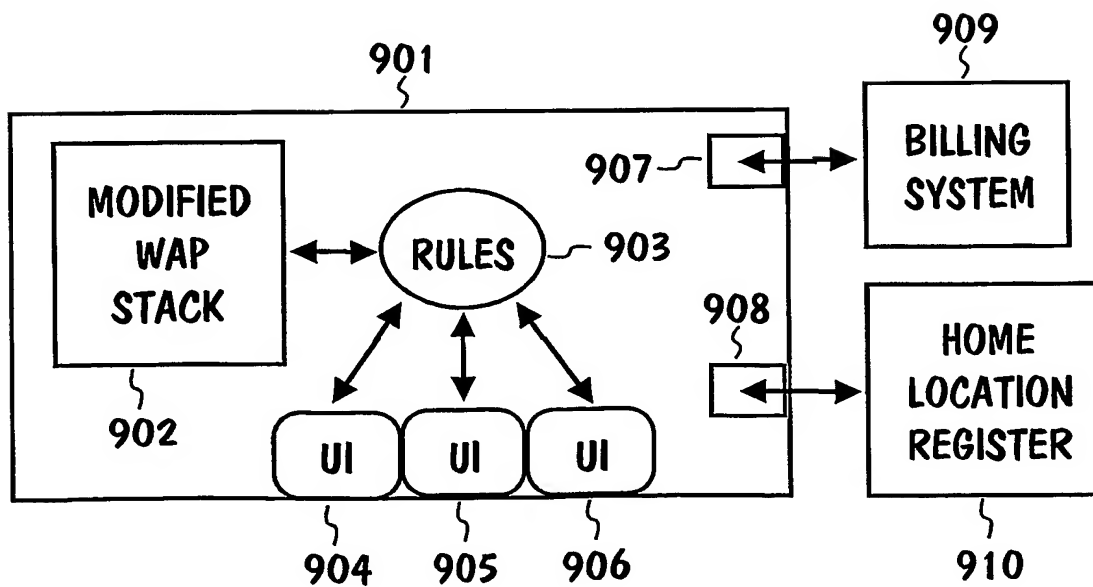 901
909
MODIFIED
WAP
STACK
RULES
903
907
BILLING
SYSTEM
902
908
HOME
LOCATION
REGISTER
UI
UI
UI
904
905
906
910